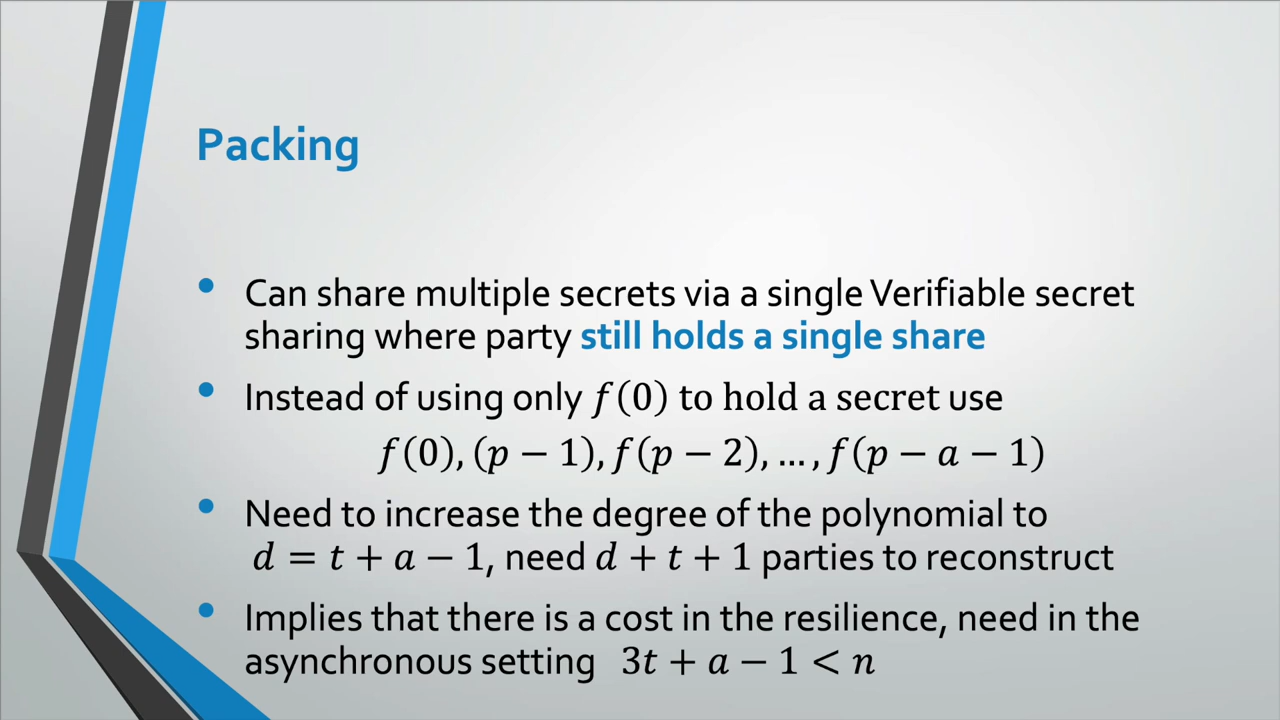 Packing
Can share multiple secrets via a single Verifiable secret
sharing where party still holds a single share
Instead of using only f(0) to hold a secret use
f(0), (p − 1), f(p − 2), … , f(p − a − 1)
Need to increase the degree of the polynomial to
d = t + a − 1, need d + t + 1 parties to reconstruct
Implies that there is a cost in the resilience, need in the
asynchronous setting 3t + a − 1 < n